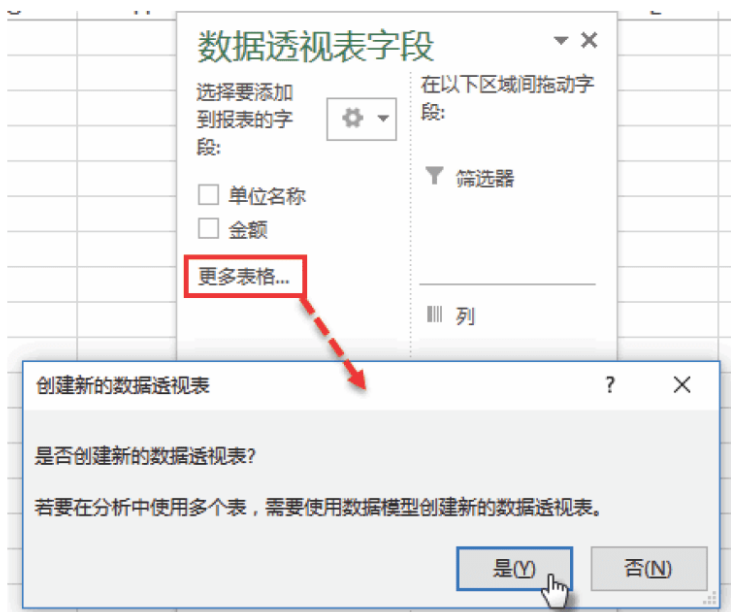 数据透视表字段
选择要添加
到报表的字
段:
单位名称
金额
更多表格...
在以下区域间拖动字
段:
筛选器
列
创建新的数据透视表
?
是否创建新的数据透视表?
若要在分析中使用多个表，需要使用数据模型创建新的数据透视表。
是(Y)
否(N)